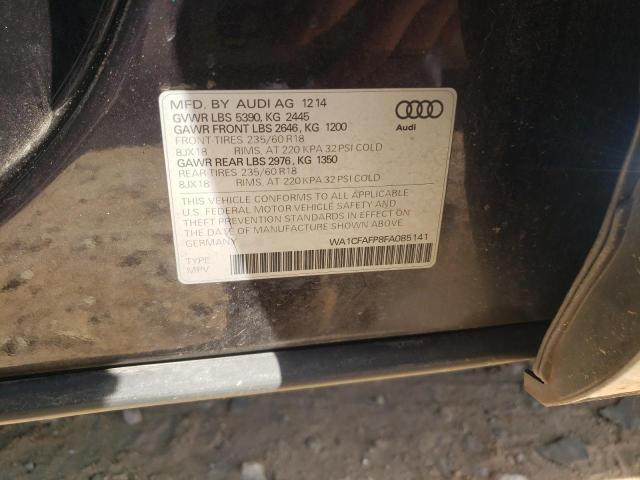 MFD. BY AUDI AG 12 14
GVWR LBS 5390, KG 2445
GAWR FRONT LBS 2646, KG 1200
FRONT-TIRES 235/60 R18
8JX18 RIMS, AT 220 KPA 32 PSI COLD
GAWR REAR LBS 2976, KG 1350
REAR-TIRES 235/60 R18
8JX18 RIMS, AT 220 KPA 32 PSI COLD
THIS VEHICLE CONFORMS TO ALL APPLICABLE
U.S. FEDERAL MOTOR VEHICLE SAFETY AND
THEFT PREVENTION STANDARDS IN EFFECT ON
THE DATE OF MANUFACTURE SHOWN ABOVE.
GERMANY WA1CFAFP8FA085141
TYPE
MPV
Audi